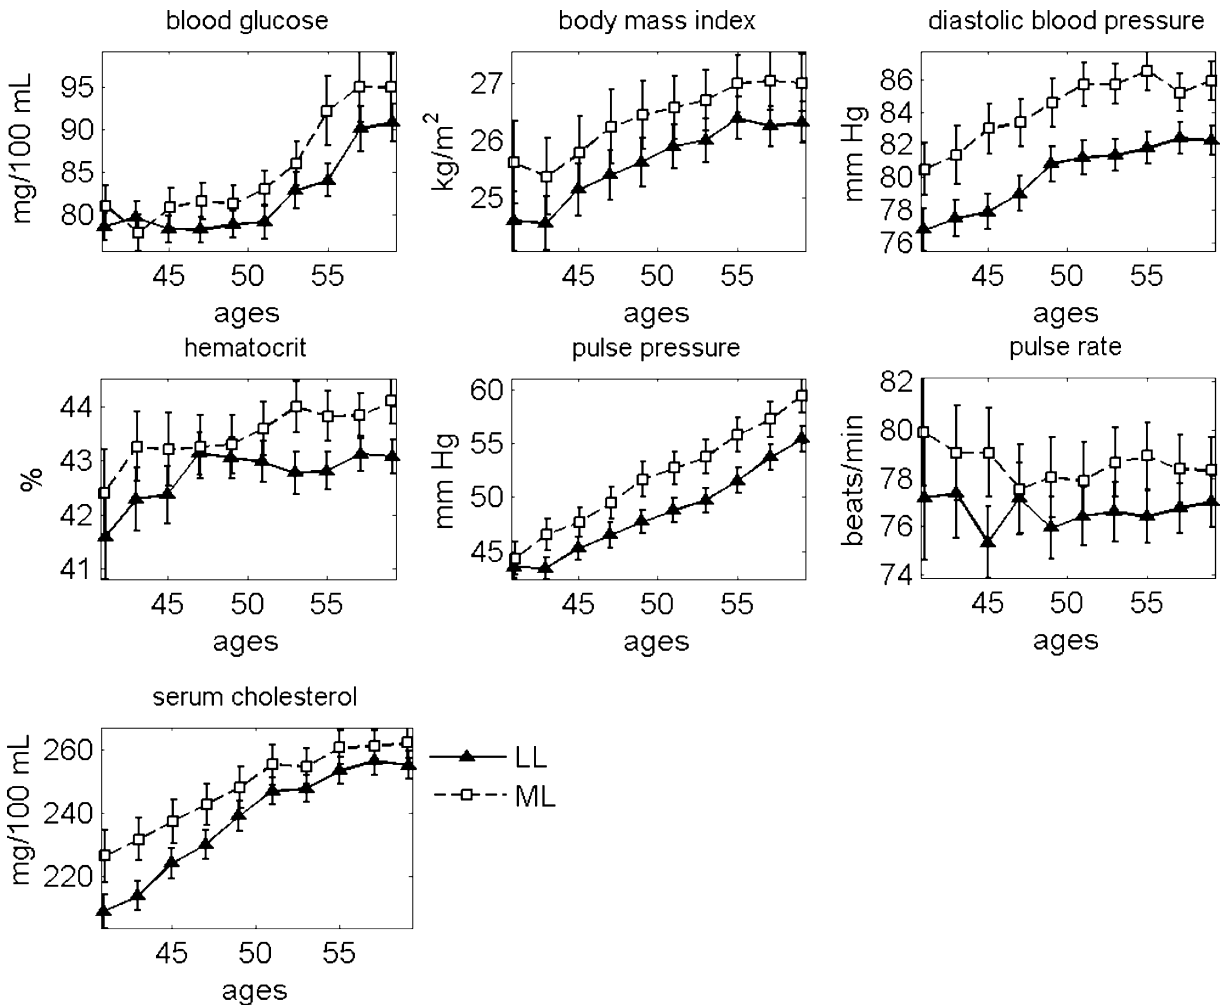 blood glucose
mg/100 mL
95
90
85
80
45 50 55
ages
body mass index
kg/m²
27
26
25
45 50 55
ages
diastolic blood pressure
mm Hg
86
84
82
80
78
76
45 50 55
ages
hematocrit
%
44
43
42
41
45 50 55
ages
pulse pressure
mm Hg
60
55
50
45
45 50 55
ages
pulse rate
beats/min
82
80
78
76
74
45 50 55
ages
serum cholesterol
mg/100 mL
260
240
220
45 50 55
ages
LL
ML